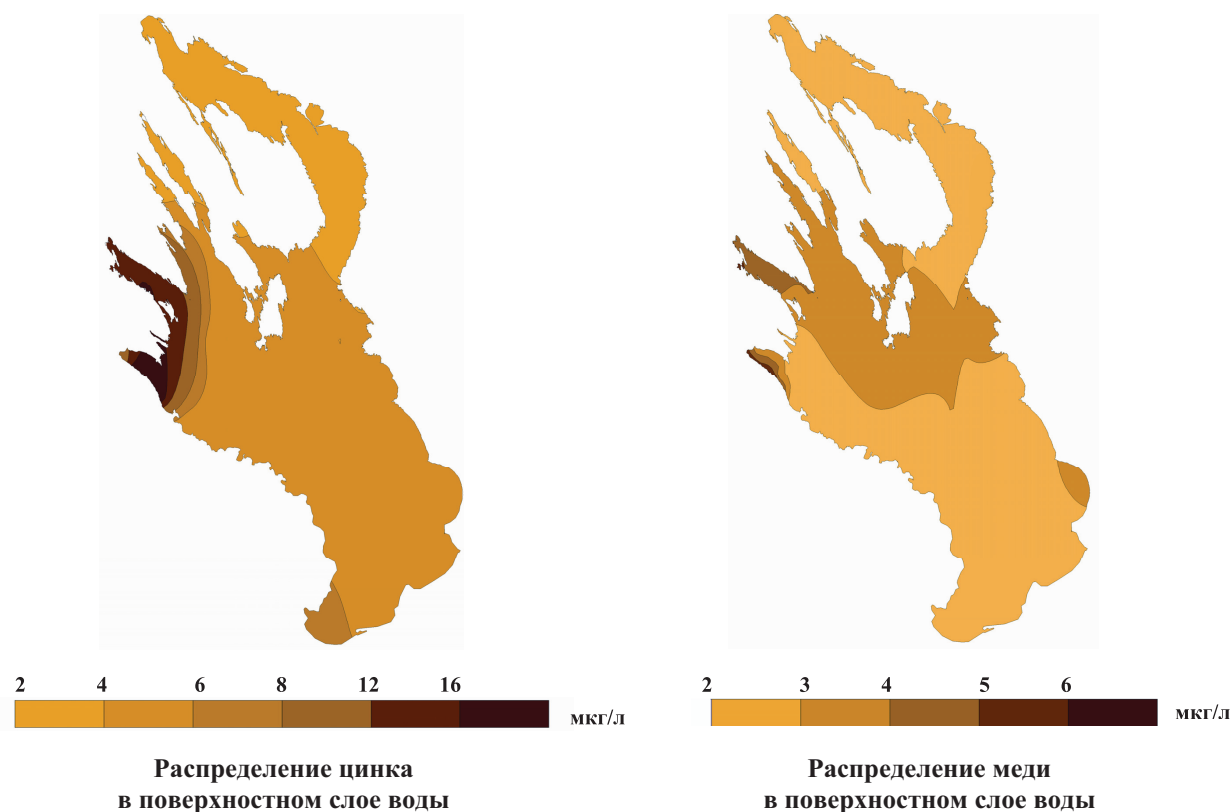 2 4 6 8 12 16
мкг/л
Распределение цинка
в поверхностном слое воды
2 3 4 5 6
мкг/л
Распределение меди
в поверхностном слое воды